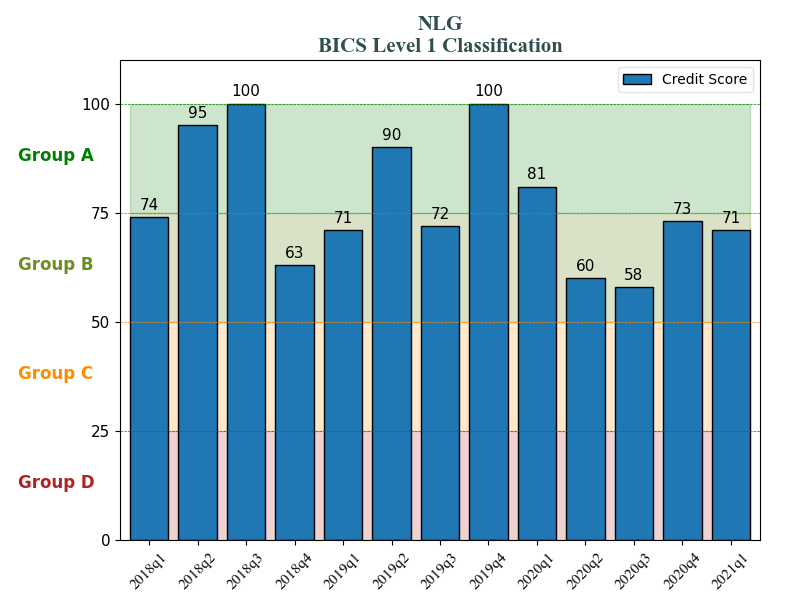 NLG
BICS Level 1 Classification
Credit Score
100
75
50
25
0
Group A
Group B
Group C
Group D
74
95
100
63
71
90
72
100
81
60
58
73
71
2018q1
2018q2
2018q3
2018q4
2019q1
2019q2
2019q3
2019q4
2020q1
2020q2
2020q3
2020q4
2021q1